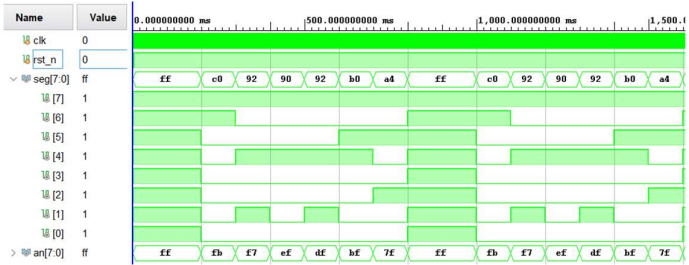 Name Value 0.000000000 ms 500.000000000 ms 1,000.000000000 ms 1,500.
clk 0
rst_n 0
seg[7:0] ff ff c0 92 90 92 b0 a4 ff c0 92 90 92 b0 a4
[7] 1
[6] 1
[5] 1
[4] 1
[3] 1
[2] 1
[1] 1
[0] 1
an[7:0] ff ff fb f7 ef df bf 7f ff fb f7 ef df bf 7f